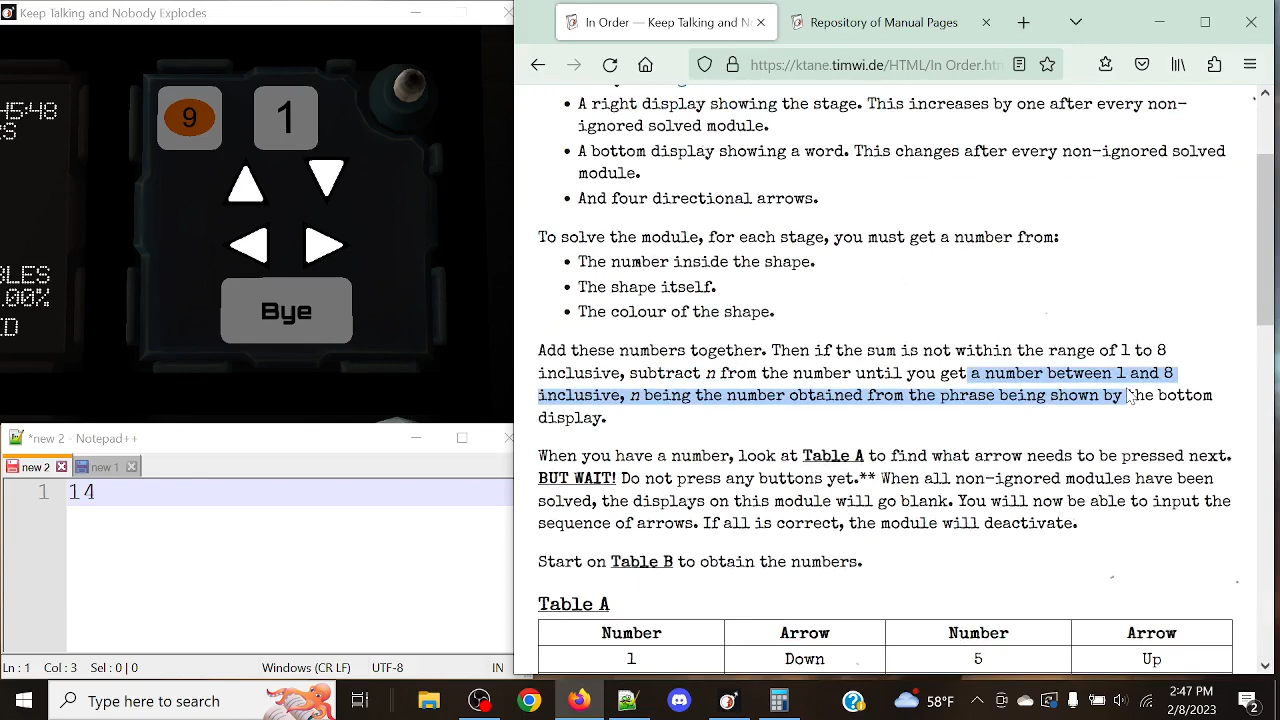 Keep Talking and Nobody Explodes
45:48
9
1
Bye
*new 2 - Notepad++
new 2
new 1
1
14
Ln : 1 Col : 3 Sel : 0 | 0
Windows (CR LF)
UTF-8
IN
In Order — Keep Talking and N
Repository of Manual Pages
https://ktane.timwi.de/HTML/In Order.htm
A right display showing the stage. This increases by one after every non-
ignored solved module.
A bottom display showing a word. This changes after every non-ignored solved
module.
And four directional arrows.
To solve the module, for each stage, you must get a number from:
The number inside the shape.
The shape itself.
The colour of the shape.
Add these numbers together. Then if the sum is not within the range of 1 to 8
inclusive, subtract n from the number until you get a number between 1 and 8
inclusive, n being the number obtained from the phrase being shown by the bottom
display.
When you have a number, look at Table A to find what arrow needs to be pressed next.
BUT WAIT! Do not press any buttons yet.** When all non-ignored modules have been
solved, the displays on this module will go blank. You will now be able to input the
sequence of arrows. If all is correct, the module will deactivate.
Start on Table B to obtain the numbers.
Table A
Number Arrow Number Arrow
1 Down 5 Up
Type here to search
58°F
2:47 PM
2/8/2023
2